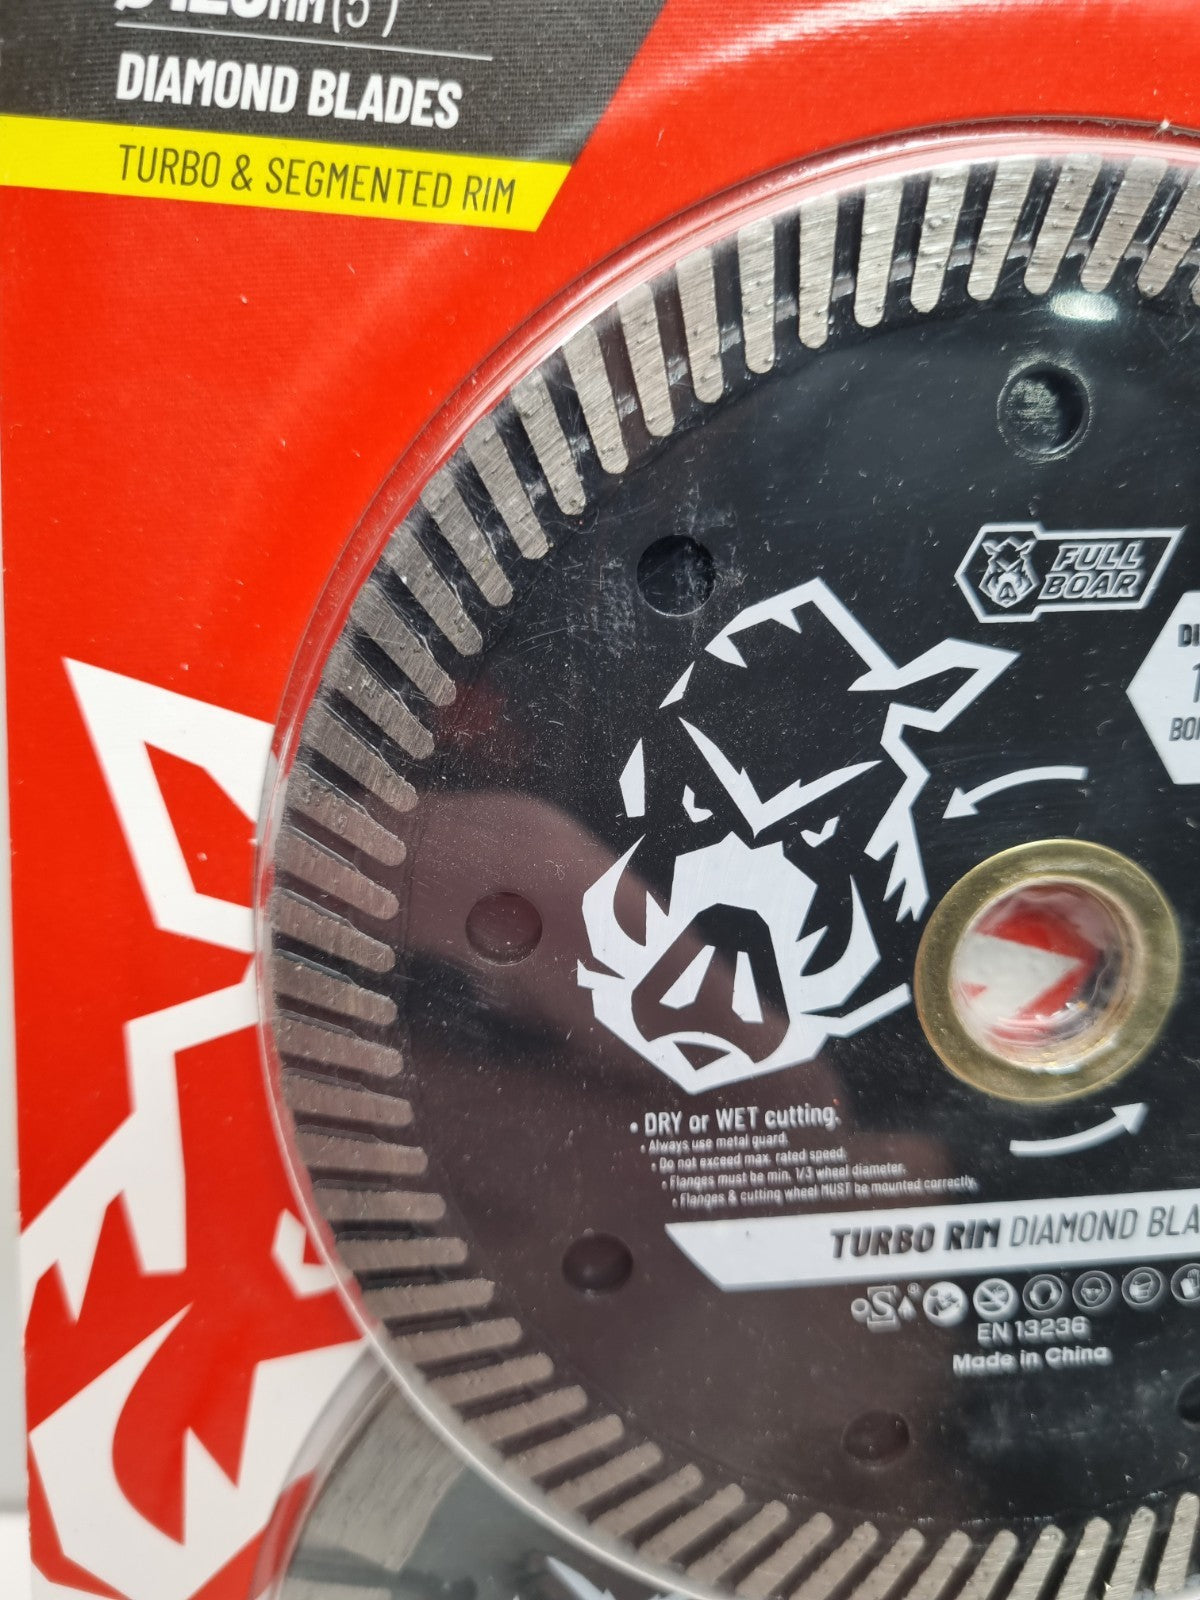 125MM (5")
DIAMOND BLADES
TURBO & SEGMENTED RIM
FULL
BOAR
• DRY or WET cutting.
• Always use metal guard.
• Do not exceed max. rated speed.
• Flanges must be min. 1/3 wheel diameter.
• Flanges & cutting wheel MUST be mounted correctly.
TURBO RIM DIAMOND BLA
EN 13236
Made in China